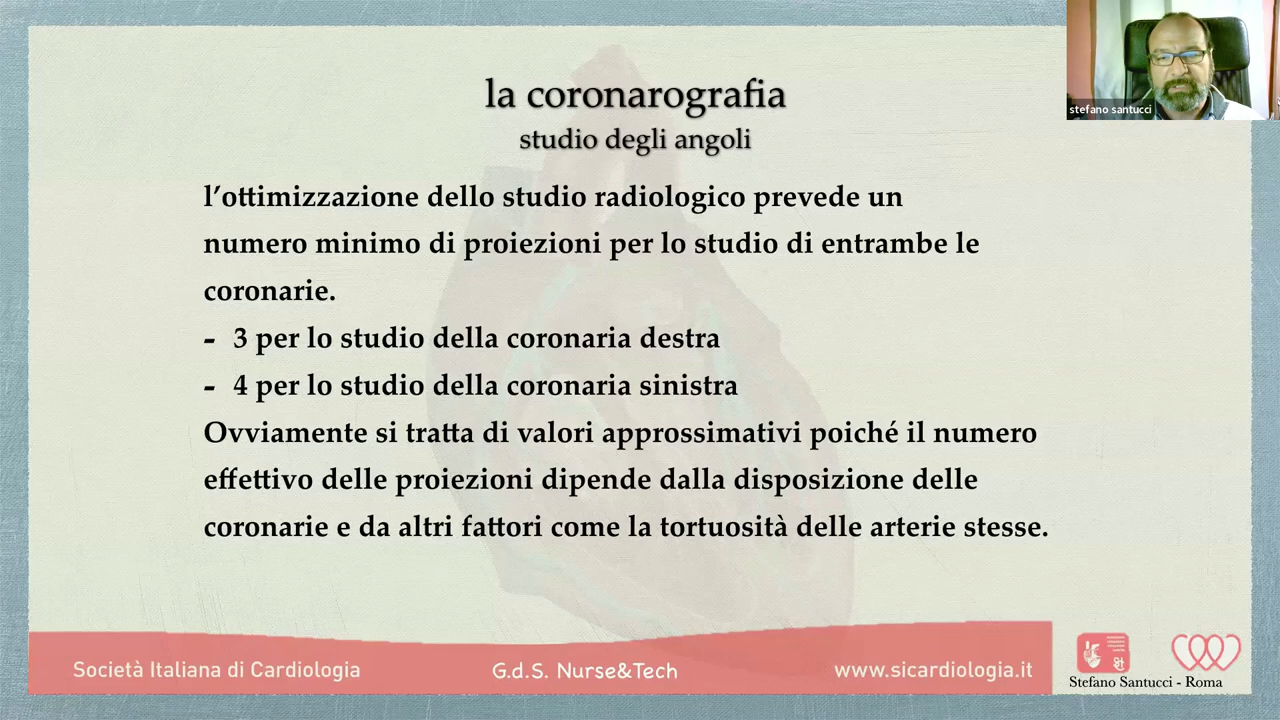 la coronarografia
studio degli angoli
stefano santucci
l'ottimizzazione dello studio radiologico prevede un
numero minimo di proiezioni per lo studio di entrambe le
coronarie.
- 3 per lo studio della coronaria destra
- 4 per lo studio della coronaria sinistra
Ovviamente si tratta di valori approssimativi poiché il numero
effettivo delle proiezioni dipende dalla disposizione delle
coronarie e da altri fattori come la tortuosità delle arterie stesse.
Società Italiana di Cardiologia
G.d.S. Nurse&Tech
www.sicardiologia.it
Stefano Santucci - Roma